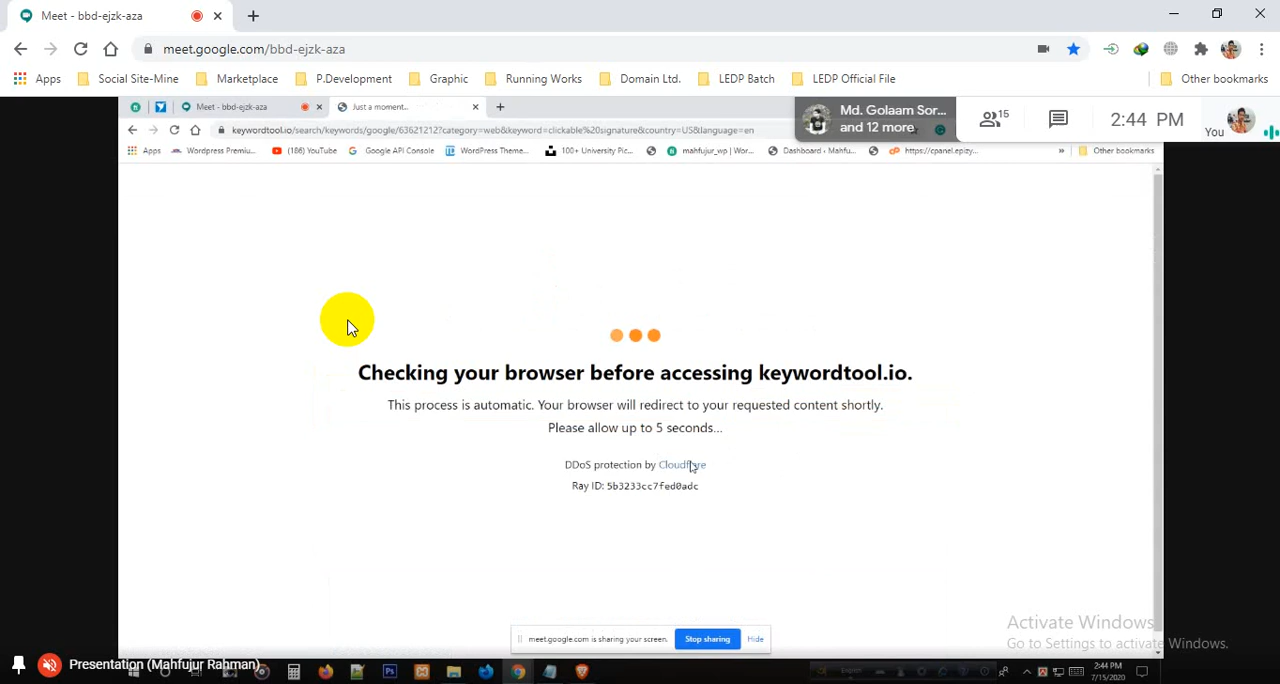 Meet - bbd-ejzk-aza
meet.google.com/bbd-ejzk-aza
Apps Social Site-Mine Marketplace P.Development Graphic Running Works Domain Ltd. LEDP Batch LEDP Official File Other bookmarks
Meet - bbd-ejzk-aza Just a moment...
keywordtool.io/search/keywords/google/63621212?category=web&keyword=clickable%20signature&country=US&language=en
Md. Golaam Sor...
and 12 more
15
2:44 PM
You
Apps Wordpress Premiu... (186) YouTube Google API Console WordPress Theme... 100+ University Pic... mahfujur_wp | Wor... Dashboard ‹ Mahfu... https://cpanel.epizy... » Other bookmarks
Checking your browser before accessing keywordtool.io.
This process is automatic. Your browser will redirect to your requested content shortly.
Please allow up to 5 seconds...
DDoS protection by Cloudflare
Ray ID: 5b3233cc7fed0adc
Activate Windows
Go to Settings to activate Windows.
meet.google.com is sharing your screen. Stop sharing Hide
Presentation (Mahfujur Rahman)
2:44 PM
7/15/2020